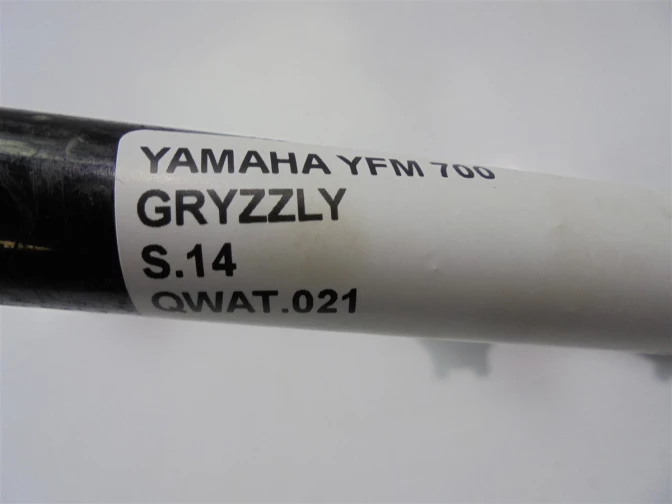 YAMAHA YFM 700
GRYZZLY
S.14
QWAT.021